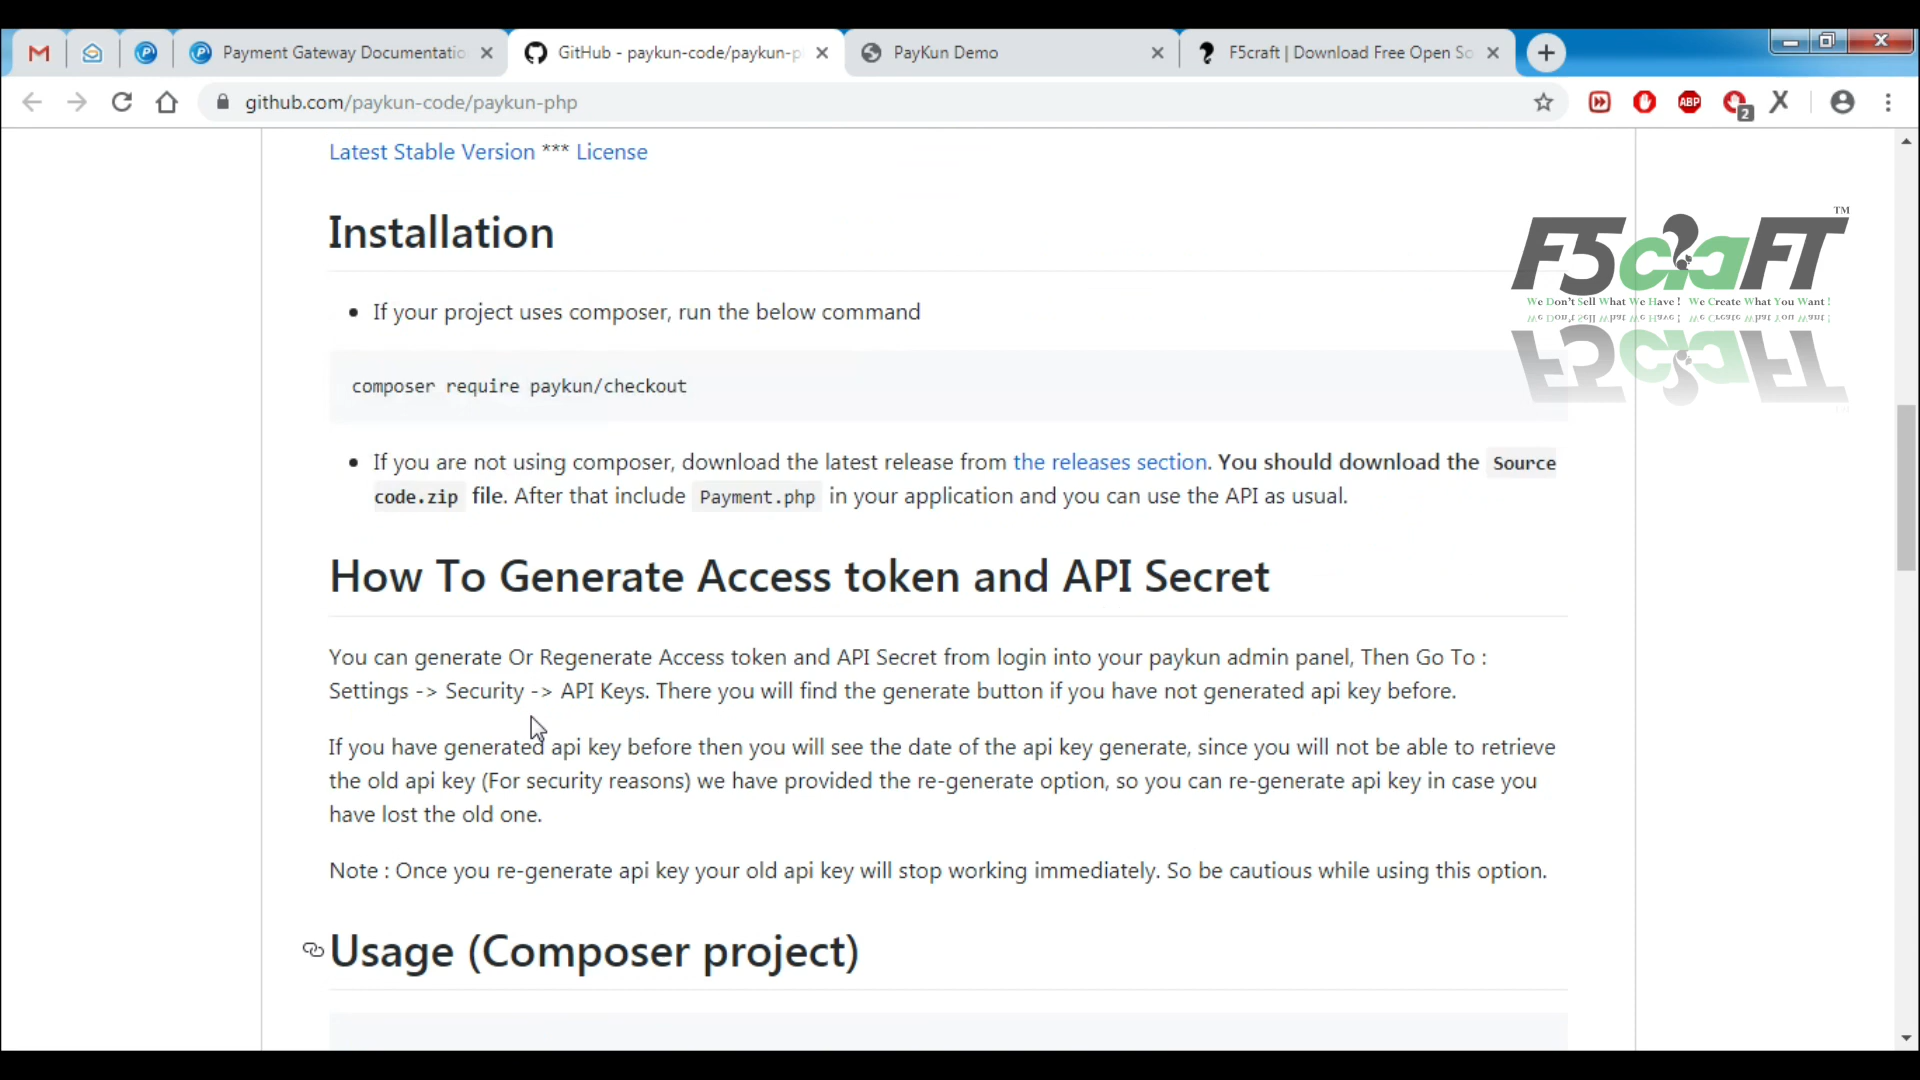 Payment Gateway Documentatio
GitHub - paykun-code/paykun-p
PayKun Demo
F5craft | Download Free Open So
github.com/paykun-code/paykun-php
ABP
2
Latest Stable Version *** License
Installation
F5craFT™
We Don't Sell What We Have! We Create What You Want!
• If your project uses composer, run the below command
composer require paykun/checkout
• If you are not using composer, download the latest release from the releases section. You should download the Source
code.zip file. After that include Payment.php in your application and you can use the API as usual.
How To Generate Access token and API Secret
You can generate Or Regenerate Access token and API Secret from login into your paykun admin panel, Then Go To :
Settings -> Security -> API Keys. There you will find the generate button if you have not generated api key before.
If you have generated api key before then you will see the date of the api key generate, since you will not be able to retrieve
the old api key (For security reasons) we have provided the re-generate option, so you can re-generate api key in case you
have lost the old one.
Note : Once you re-generate api key your old api key will stop working immediately. So be cautious while using this option.
Usage (Composer project)